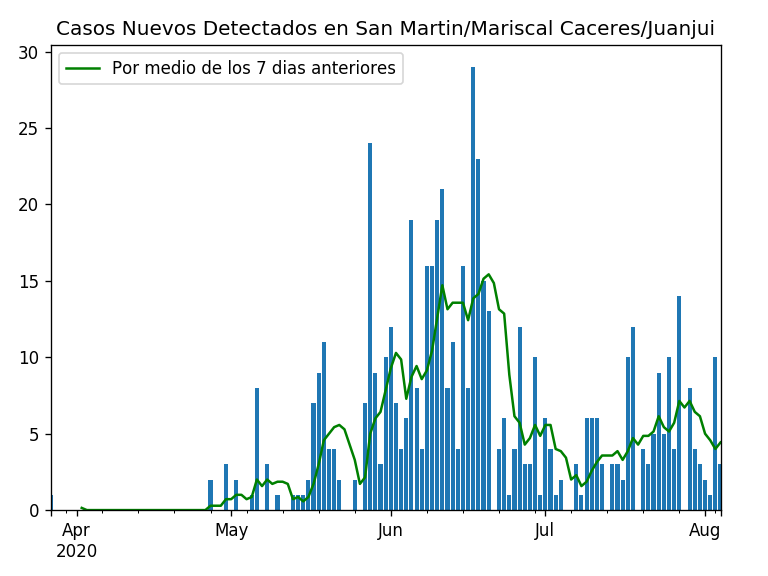 Casos Nuevos Detectados en San Martin/Mariscal Caceres/Juanjui
Por medio de los 7 dias anteriores
30
25
20
15
10
5
0
Apr May Jun Jul Aug
2020